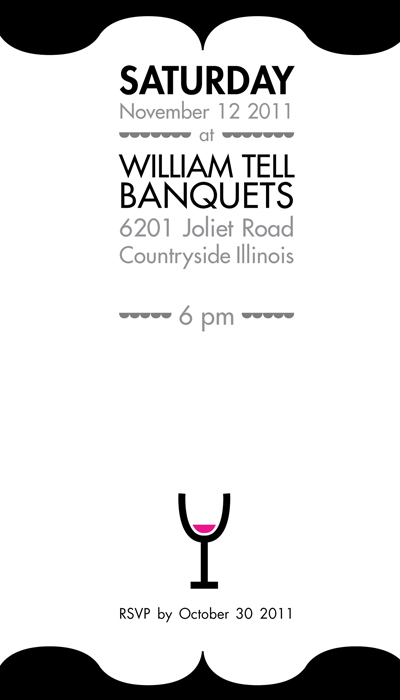 SATURDAY
November 12 2011
at
WILLIAM TELL
BANQUETS
6201 Joliet Road
Countryside Illinois
6 pm
RSVP by October 30 2011